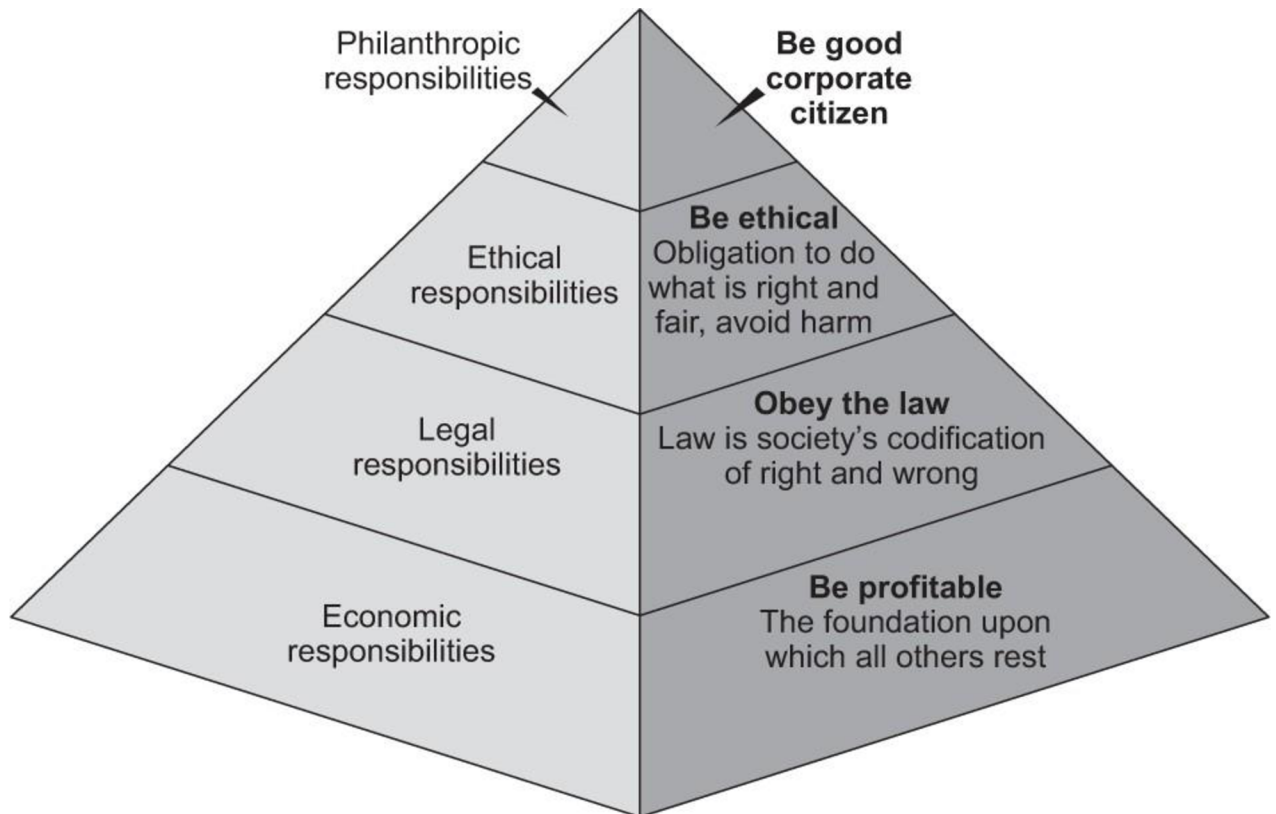 Philanthropic
responsibilities
Be good
corporate
citizen
Ethical
responsibilities
Be ethical
Obligation to do
what is right and
fair, avoid harm
Legal
responsibilities
Obey the law
Law is society’s codification
of right and wrong
Economic
responsibilities
Be profitable
The foundation upon
which all others rest